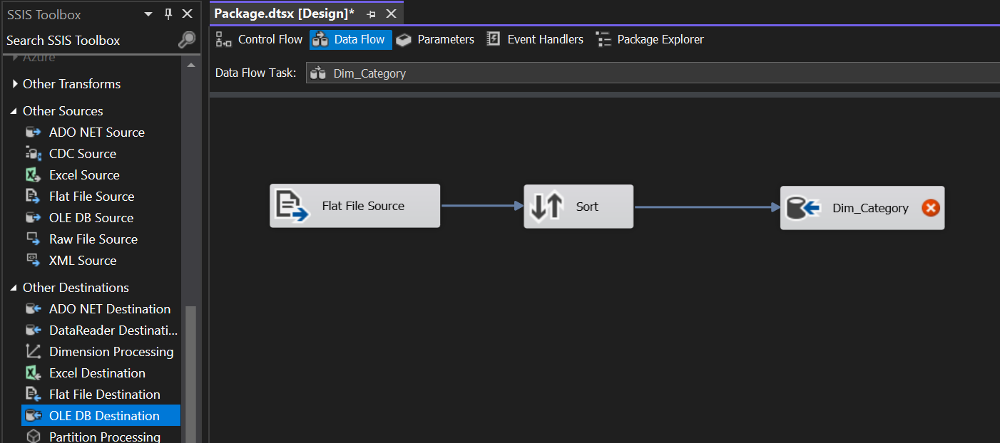 SSIS Toolbox
Search SSIS Toolbox
Azure
Other Transforms
Other Sources
ADO NET Source
CDC Source
Excel Source
Flat File Source
OLE DB Source
Raw File Source
XML Source
Other Destinations
ADO NET Destination
DataReader Destinati...
Dimension Processing
Excel Destination
Flat File Destination
OLE DB Destination
Partition Processing
Package.dtsx [Design]*
Control Flow Data Flow Parameters Event Handlers Package Explorer
Data Flow Task: Dim_Category
Flat File Source Sort Dim_Category